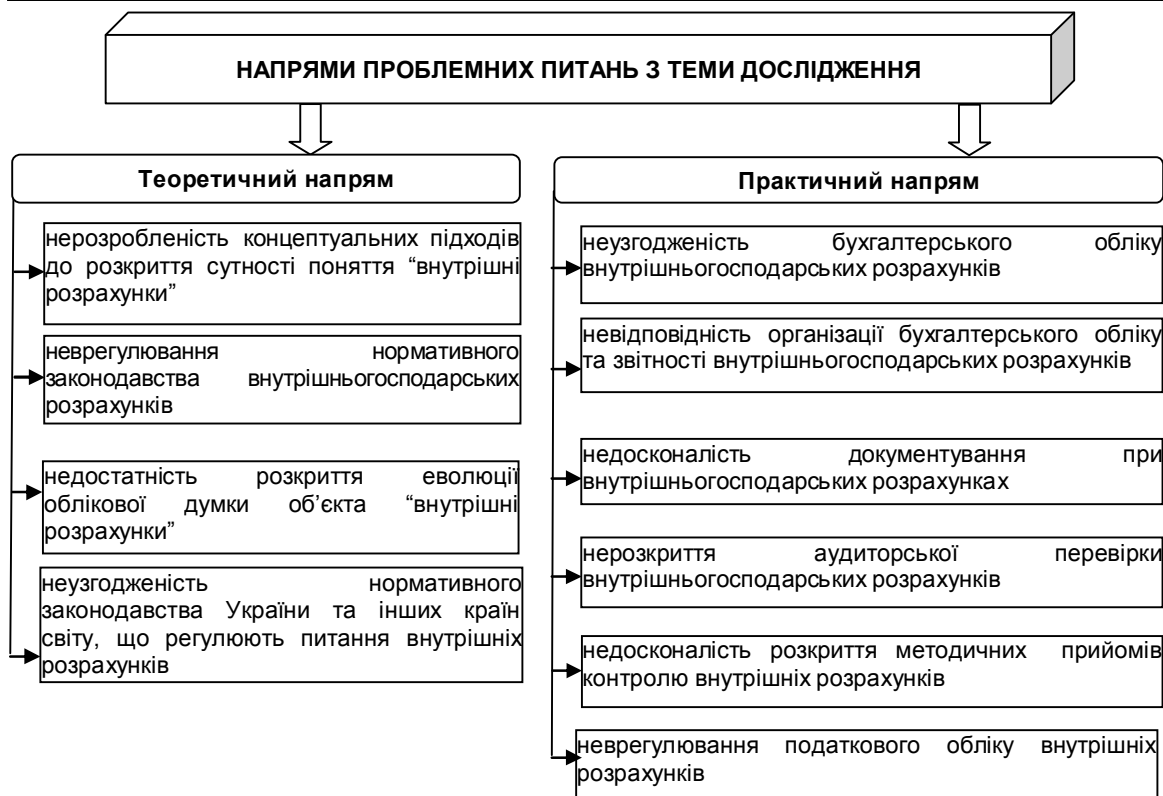 НАПРЯМИ ПРОБЛЕМНИХ ПИТАНЬ З ТЕМИ ДОСЛІДЖЕННЯ
Теоретичний напрям
нерозробленість концептуальних підходів
до розкриття сутності поняття “внутрішні
розрахунки”
неврегулювання нормативного
законодавства внутрішньогосподарських
розрахунків
недостатність розкриття еволюції
облікової думки об’єкта “внутрішні
розрахунки”
неузгодженість нормативного
законодавства України та інших країн
світу, що регулюють питання внутрішніх
розрахунків
Практичний напрям
неузгодженість бухгалтерського обліку
внутрішньогосподарських розрахунків
невідповідність організації бухгалтерського обліку
та звітності внутрішньогосподарських розрахунків
недосконалість документування при
внутрішньогосподарських розрахунках
нерозкриття аудиторської перевірки
внутрішньогосподарських розрахунків
недосконалість розкриття методичних прийомів
контролю внутрішніх розрахунків
неврегулювання податкового обліку внутрішніх
розрахунків